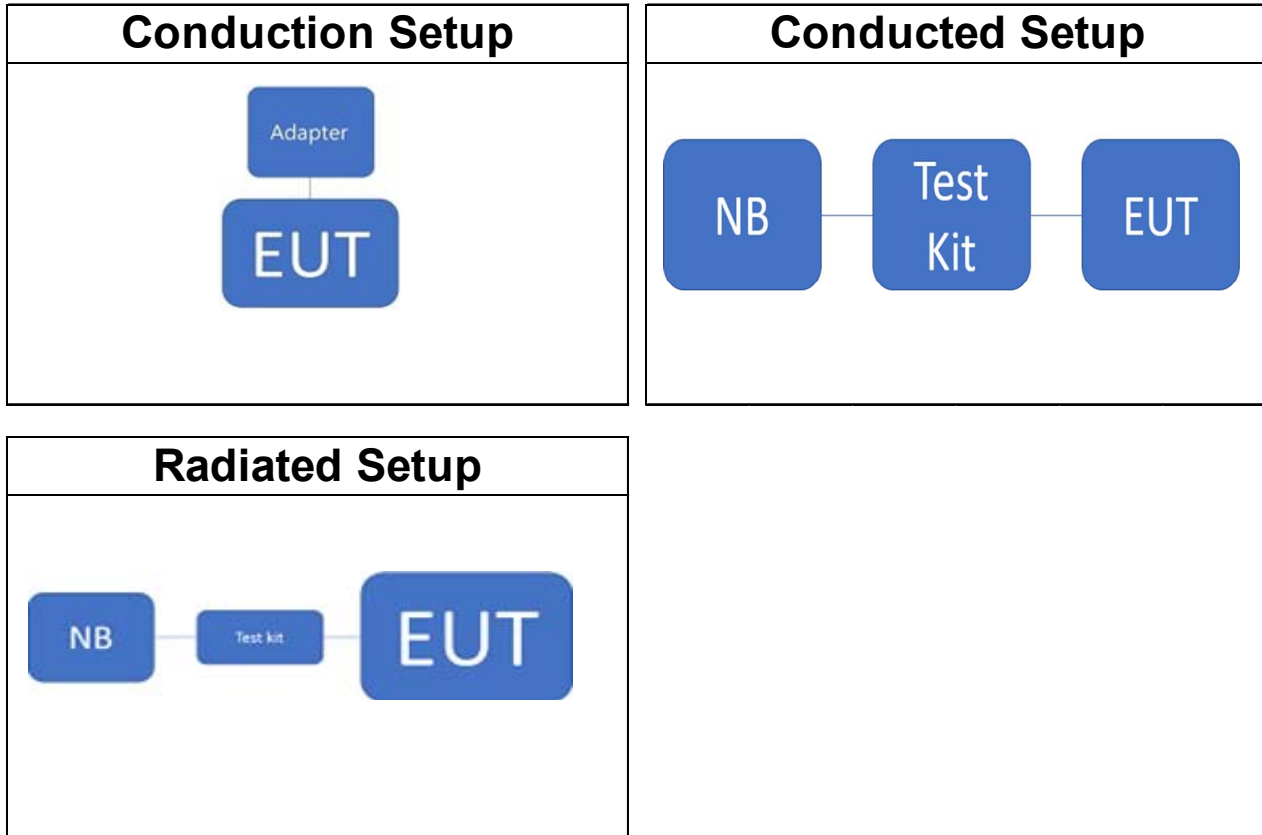 Conduction Setup
Adapter
EUT
Conducted Setup
NB
Test
Kit
EUT
Radiated Setup
NB
Test kit
EUT